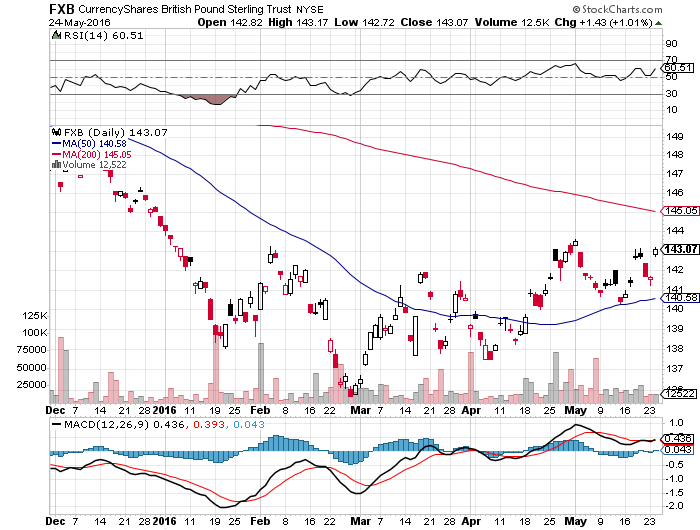 FXB CurrencyShares British Pound Sterling Trust NYSE © StockCharts.com
24-May-2016 Open 142.82 High 143.17 Low 142.72 Close 143.07 Volume 12.5K Chg +1.43 (+1.01%)
RSI(14) 60.51
90
70
60.51
50
30
10
FXB (Daily) 143.07
MA(50) 140.58
MA(200) 145.05
Volume 12,522
149
148
147
146
145.05
144
143.07
142
141
140.58
140
139
138
137
125K
100K
75000
50000
25000
12522
Dec 7 14 21 28 2016 11 19 25 Feb 8 16 22 Mar 7 14 21 28 Apr 11 18 25 May 9 16 23
MACD(12,26,9) 0.436, 0.393, 0.043
1.0
0.436
0.043
-0.5
-1.0
-1.5
-2.0
Dec 7 14 21 28 2016 11 19 25 Feb 8 16 22 Mar 7 14 21 28 Apr 11 18 25 May 9 16 23